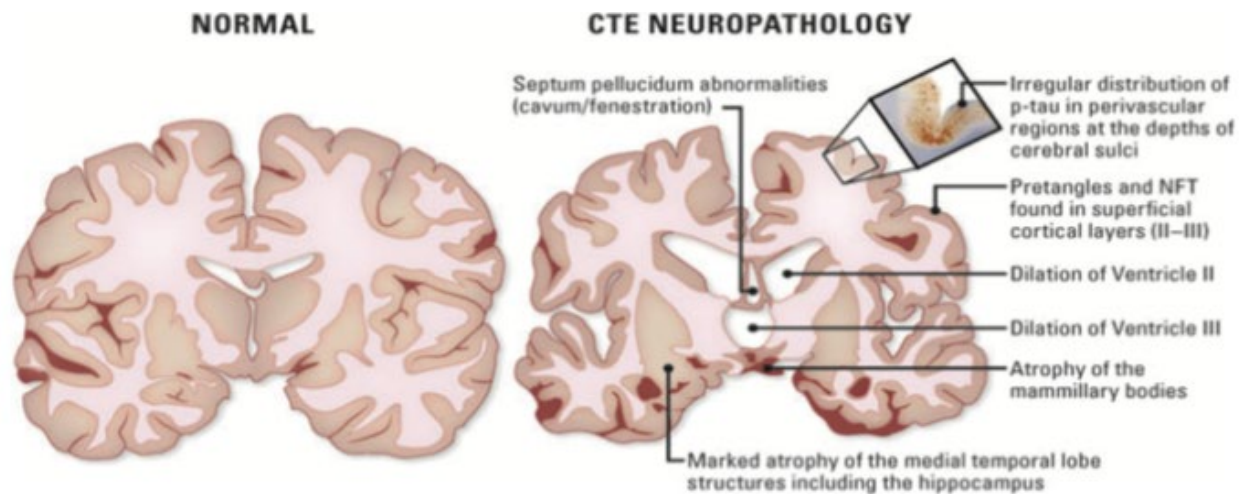 NORMAL
CTE NEUROPATHOLOGY
Septum pellucidum abnormalities
(cavum/fenestration)
Irregular distribution of
p-tau in perivascular
regions at the depths of
cerebral sulci
Pretangles and NFT
found in superficial
cortical layers (II–III)
Dilation of Ventricle II
Dilation of Ventricle III
Atrophy of the
mammillary bodies
Marked atrophy of the medial temporal lobe
structures including the hippocampus